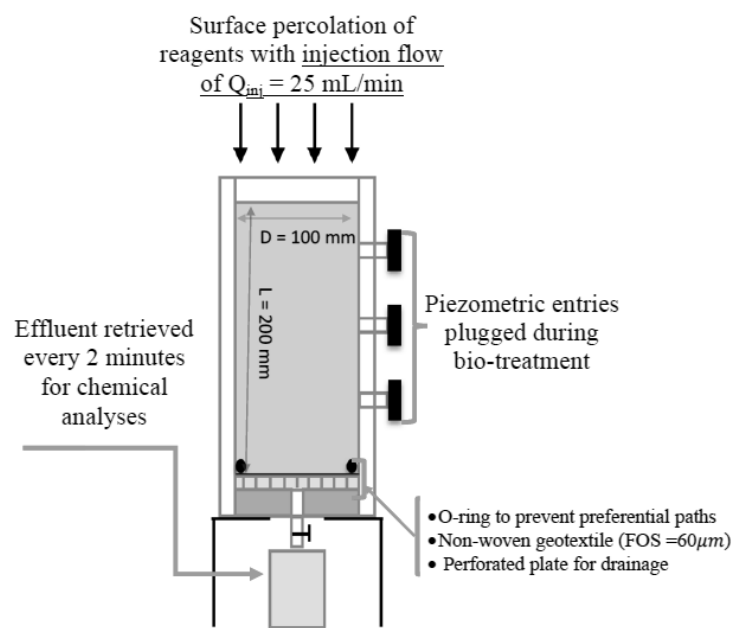 Surface percolation of
reagents with injection flow
of Qinj = 25 mL/min
D = 100 mm
L = 200 mm
Piezometric entries
plugged during
bio-treatment
Effluent retrieved
every 2 minutes
for chemical
analyses
•O-ring to prevent preferential paths
•Non-woven geotextile (FOS =60μm)
• Perforated plate for drainage